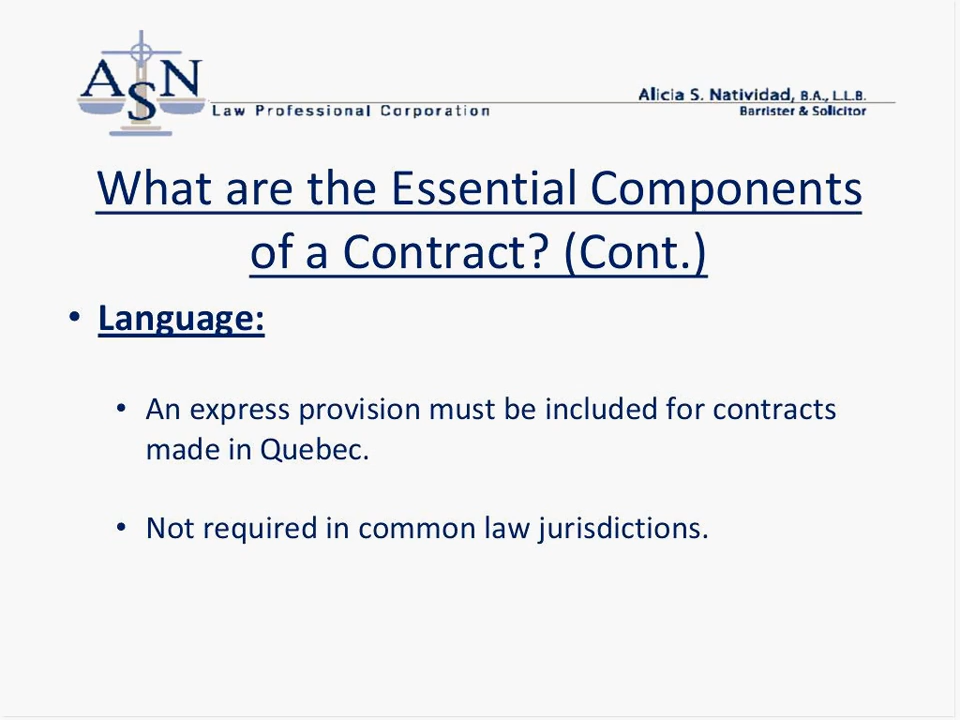 ASN
Law Professional Corporation
Alicia S. Natividad, B.A., L.L.B.
Barrister & Solicitor
What are the Essential Components
of a Contract? (Cont.)
• Language:
• An express provision must be included for contracts
made in Quebec.
• Not required in common law jurisdictions.